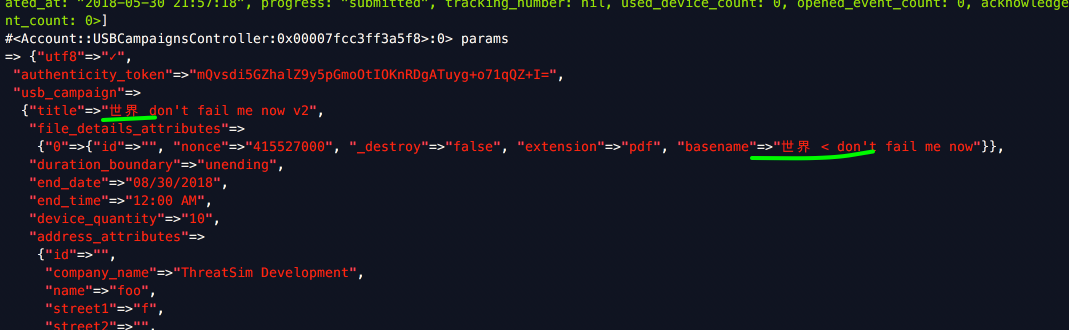 ated_at: "2018-05-30 21:57:18", progress: "submitted", tracking_number: nil, used_device_count: 0, opened_event_count: 0, acknowledge
nt_count: 0>]
#<Account::USBCampaignsController:0x00007fcc3ff3a5f8>:0> params
=> {"utf8"=>"✓",
"authenticity_token"=>"mQvsdi5GZhalZ9y5pGmoOtIOKnRDgATuyg+o71qQZ+I=",
"usb_campaign"=>
{"title"=>"世界 don't fail me now v2",
"file_details_attributes"=>
{"0"=>{"id"=>"", "nonce"=>"415527000", "_destroy"=>"false", "extension"=>"pdf", "basename"=>"世界 < don't fail me now"}},
"duration_boundary"=>"unending",
"end_date"=>"08/30/2018",
"end_time"=>"12:00 AM",
"device_quantity"=>"10",
"address_attributes"=>
{"id"=>"",
"company_name"=>"ThreatSim Development",
"name"=>"foo",
"street1"=>"f",
"street2"=>"",